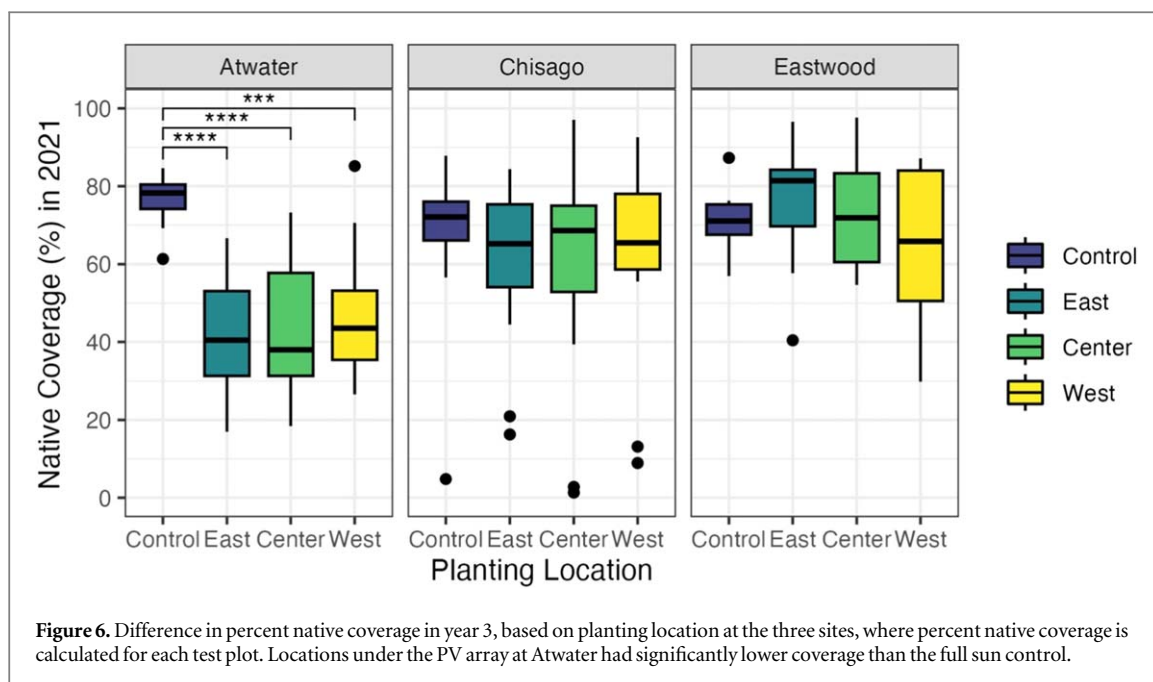 Atwater Chisago Eastwood
***
****
****
100
80
60
40
20
0
Native Coverage (%) in 2021
Control East Center West Control East Center West Control East Center West
Planting Location
Control
East
Center
West
Figure 6. Difference in percent native coverage in year 3, based on planting location at the three sites, where percent native coverage is
calculated for each test plot. Locations under the PV array at Atwater had significantly lower coverage than the full sun control.